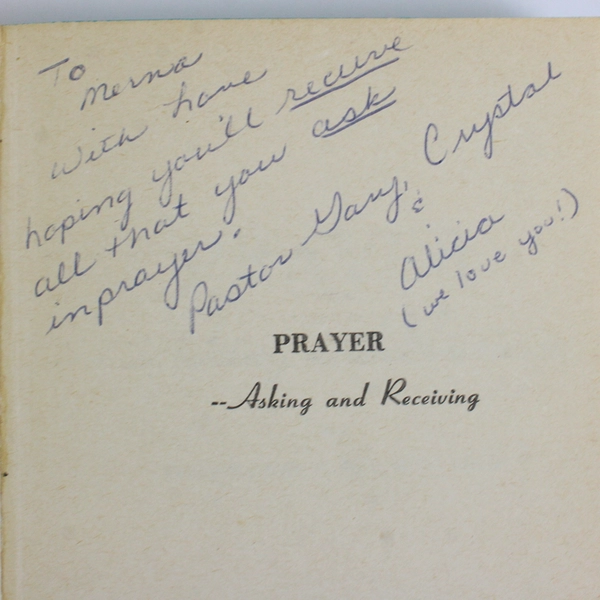 To
Merna
With love
hoping you'll receive
all that you ask
in prayer.
Pastor Gary, Crystal
&
Alicia
(we love you!)
PRAYER
--Asking and Receiving